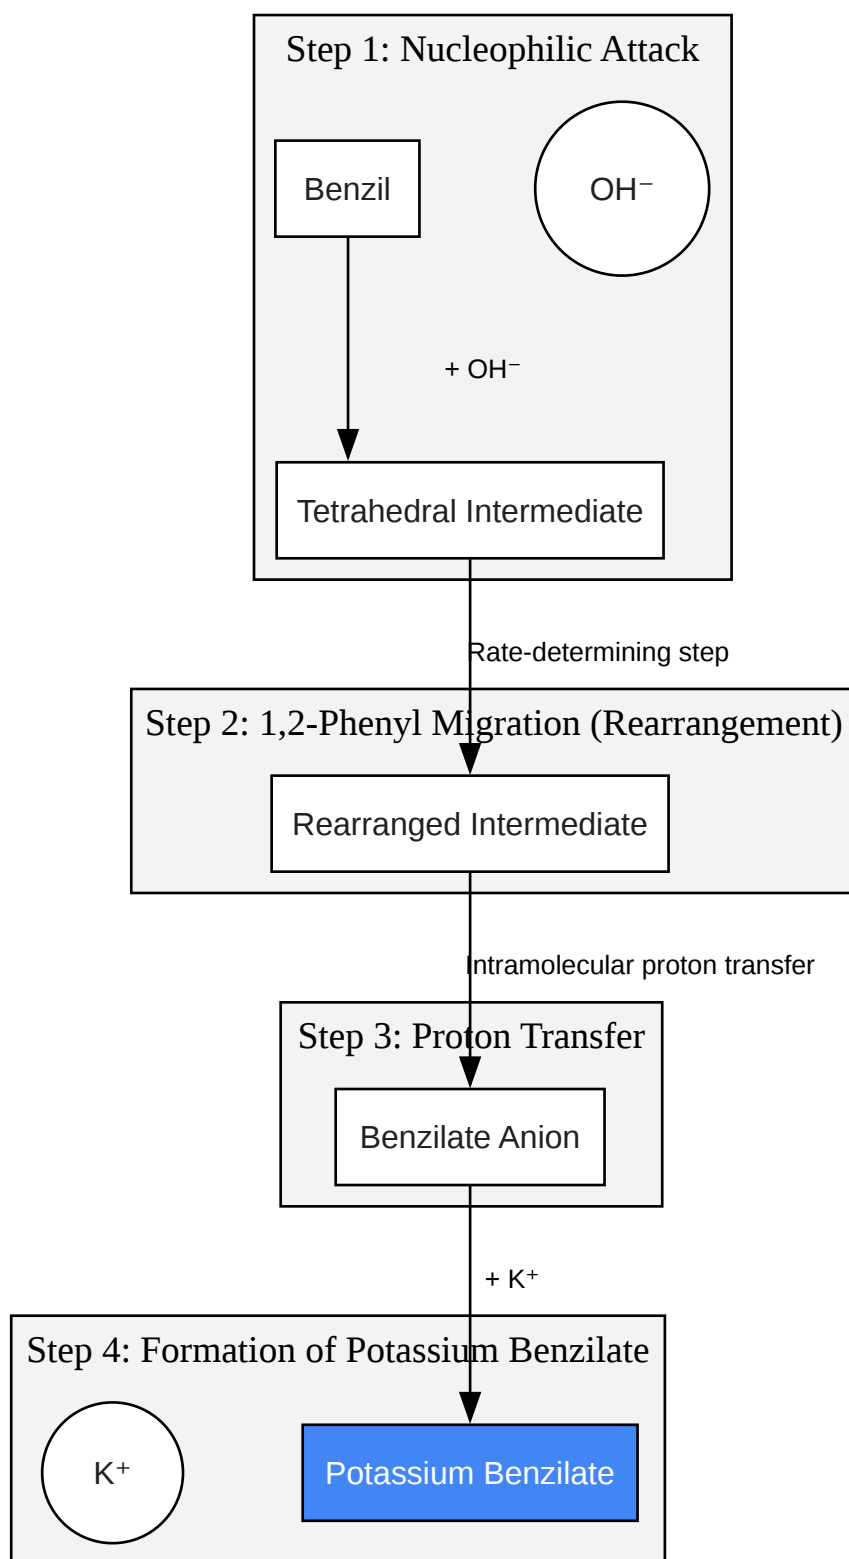 Step 1: Nucleophilic Attack
Benzil
OH⁻
+ OH⁻
Tetrahedral Intermediate
Rate-determining step
Step 2: 1,2-Phenyl Migration (Rearrangement)
Rearranged Intermediate
Intramolecular proton transfer
Step 3: Proton Transfer
Benzilate Anion
+ K⁺
Step 4: Formation of Potassium Benzilate
K⁺
Potassium Benzilate